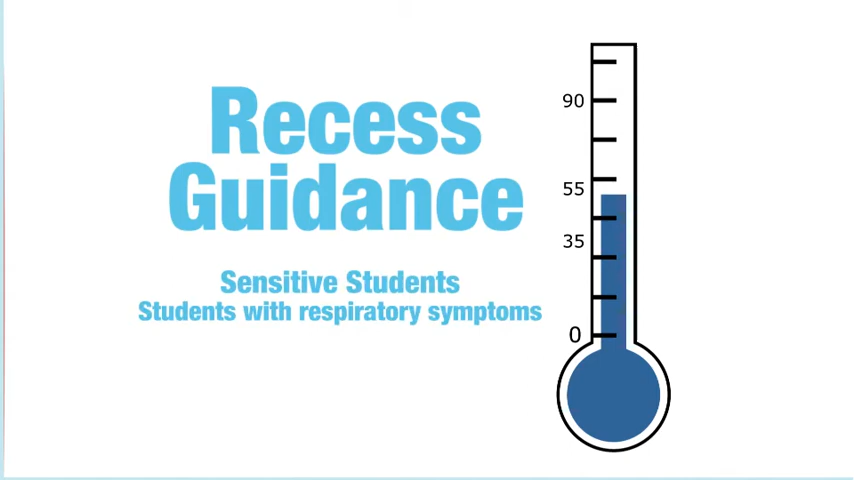 Recess
Guidance
Sensitive Students
Students with respiratory symptoms
90
55
35
0